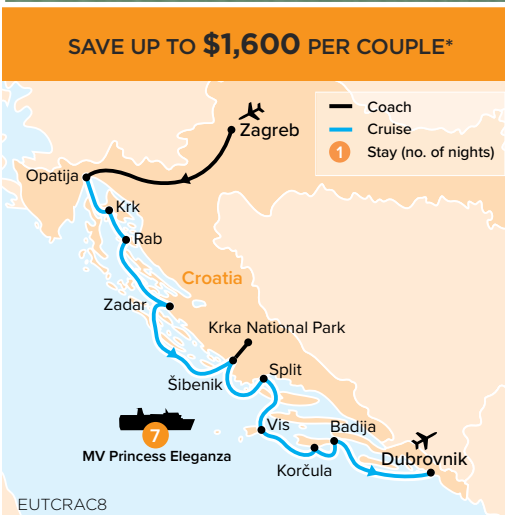 SAVE UP TO $1,600 PER COUPLE*
Coach
Cruise
1 Stay (no. of nights)
Zagreb
Opatija
Krk
Rab
Croatia
Zadar
Krka National Park
Šibenik
Split
7
MV Princess Eleganza
Vis
Badija
Korčula
Dubrovnik
EUTCRAC8